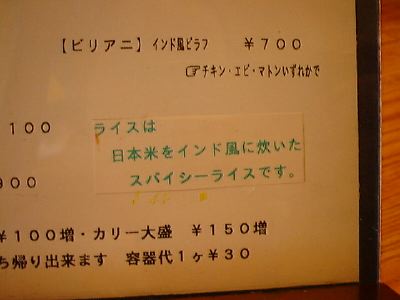 【ビリアニ】インド風ピラフ ¥700
☞チキン・エビ・マトンいずれかで
100
ライスは
日本米をインド風に炊いた
スパイシーライスです。
900
¥100増・カリー大盛 ¥150増
ち帰り出来ます 容器代1ヶ¥30